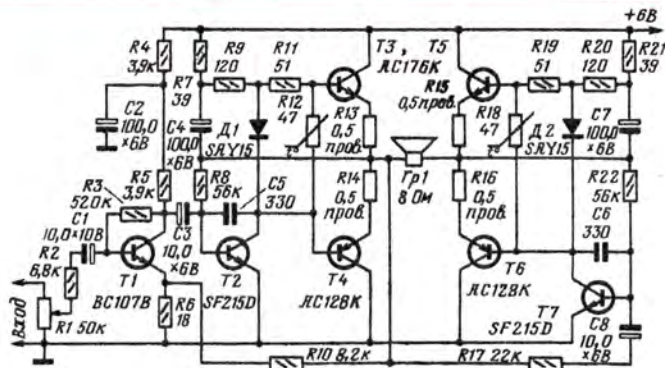 +6В
R4
3,9к
R7
39
R9
120
R11
51
T3,
АС176К
T5
R19
51
R20
120
R21
39
C2
100,0
×6В
C4
100,0
×6В
Д1
SAY15
R12
47
R13
0,5
пров.
R15
0,5 пров.
R18
47
Д2
SAY15
C7
100,0
×6В
Гр1
8 Ом
R3
520к
R5
3,9к
R8
56к
C5
330
R14
0,5
пров.
R16
0,5
пров.
R22
56к
C6
330
C1
10,0×10В
R2
6,8к
C3
10,0
×6В
T1
BC107B
T2
SF215D
T4
АС128К
T6
АС128К
T7
SF215D
C8
10,0
×6В
Вход
R1 50к
R6
18
R10 8,2к
R17 22к